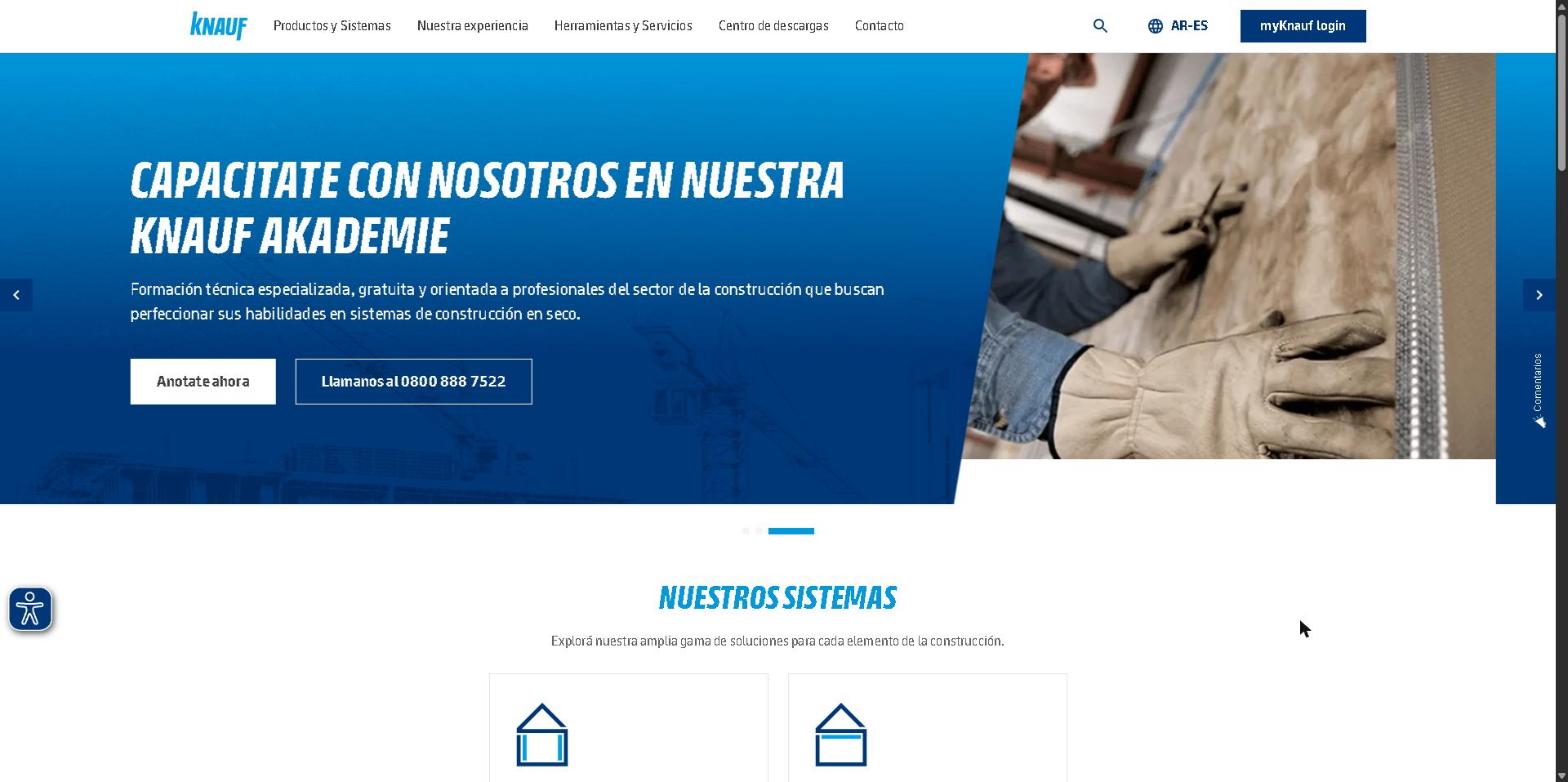 KNAUF
Productos y Sistemas
Nuestra experiencia
Herramientas y Servicios
Centro de descargas
Contacto
AR-ES
myKnauf login
CAPACITATE CON NOSOTROS EN NUESTRA
KNAUF AKADEMIE
Formación técnica especializada, gratuita y orientada a profesionales del sector de la construcción que buscan
perfeccionar sus habilidades en sistemas de construcción en seco.
Anotate ahora
Llamanos al 0800 888 7522
Comentarios
NUESTROS SISTEMAS
Explorá nuestra amplia gama de soluciones para cada elemento de la construcción.